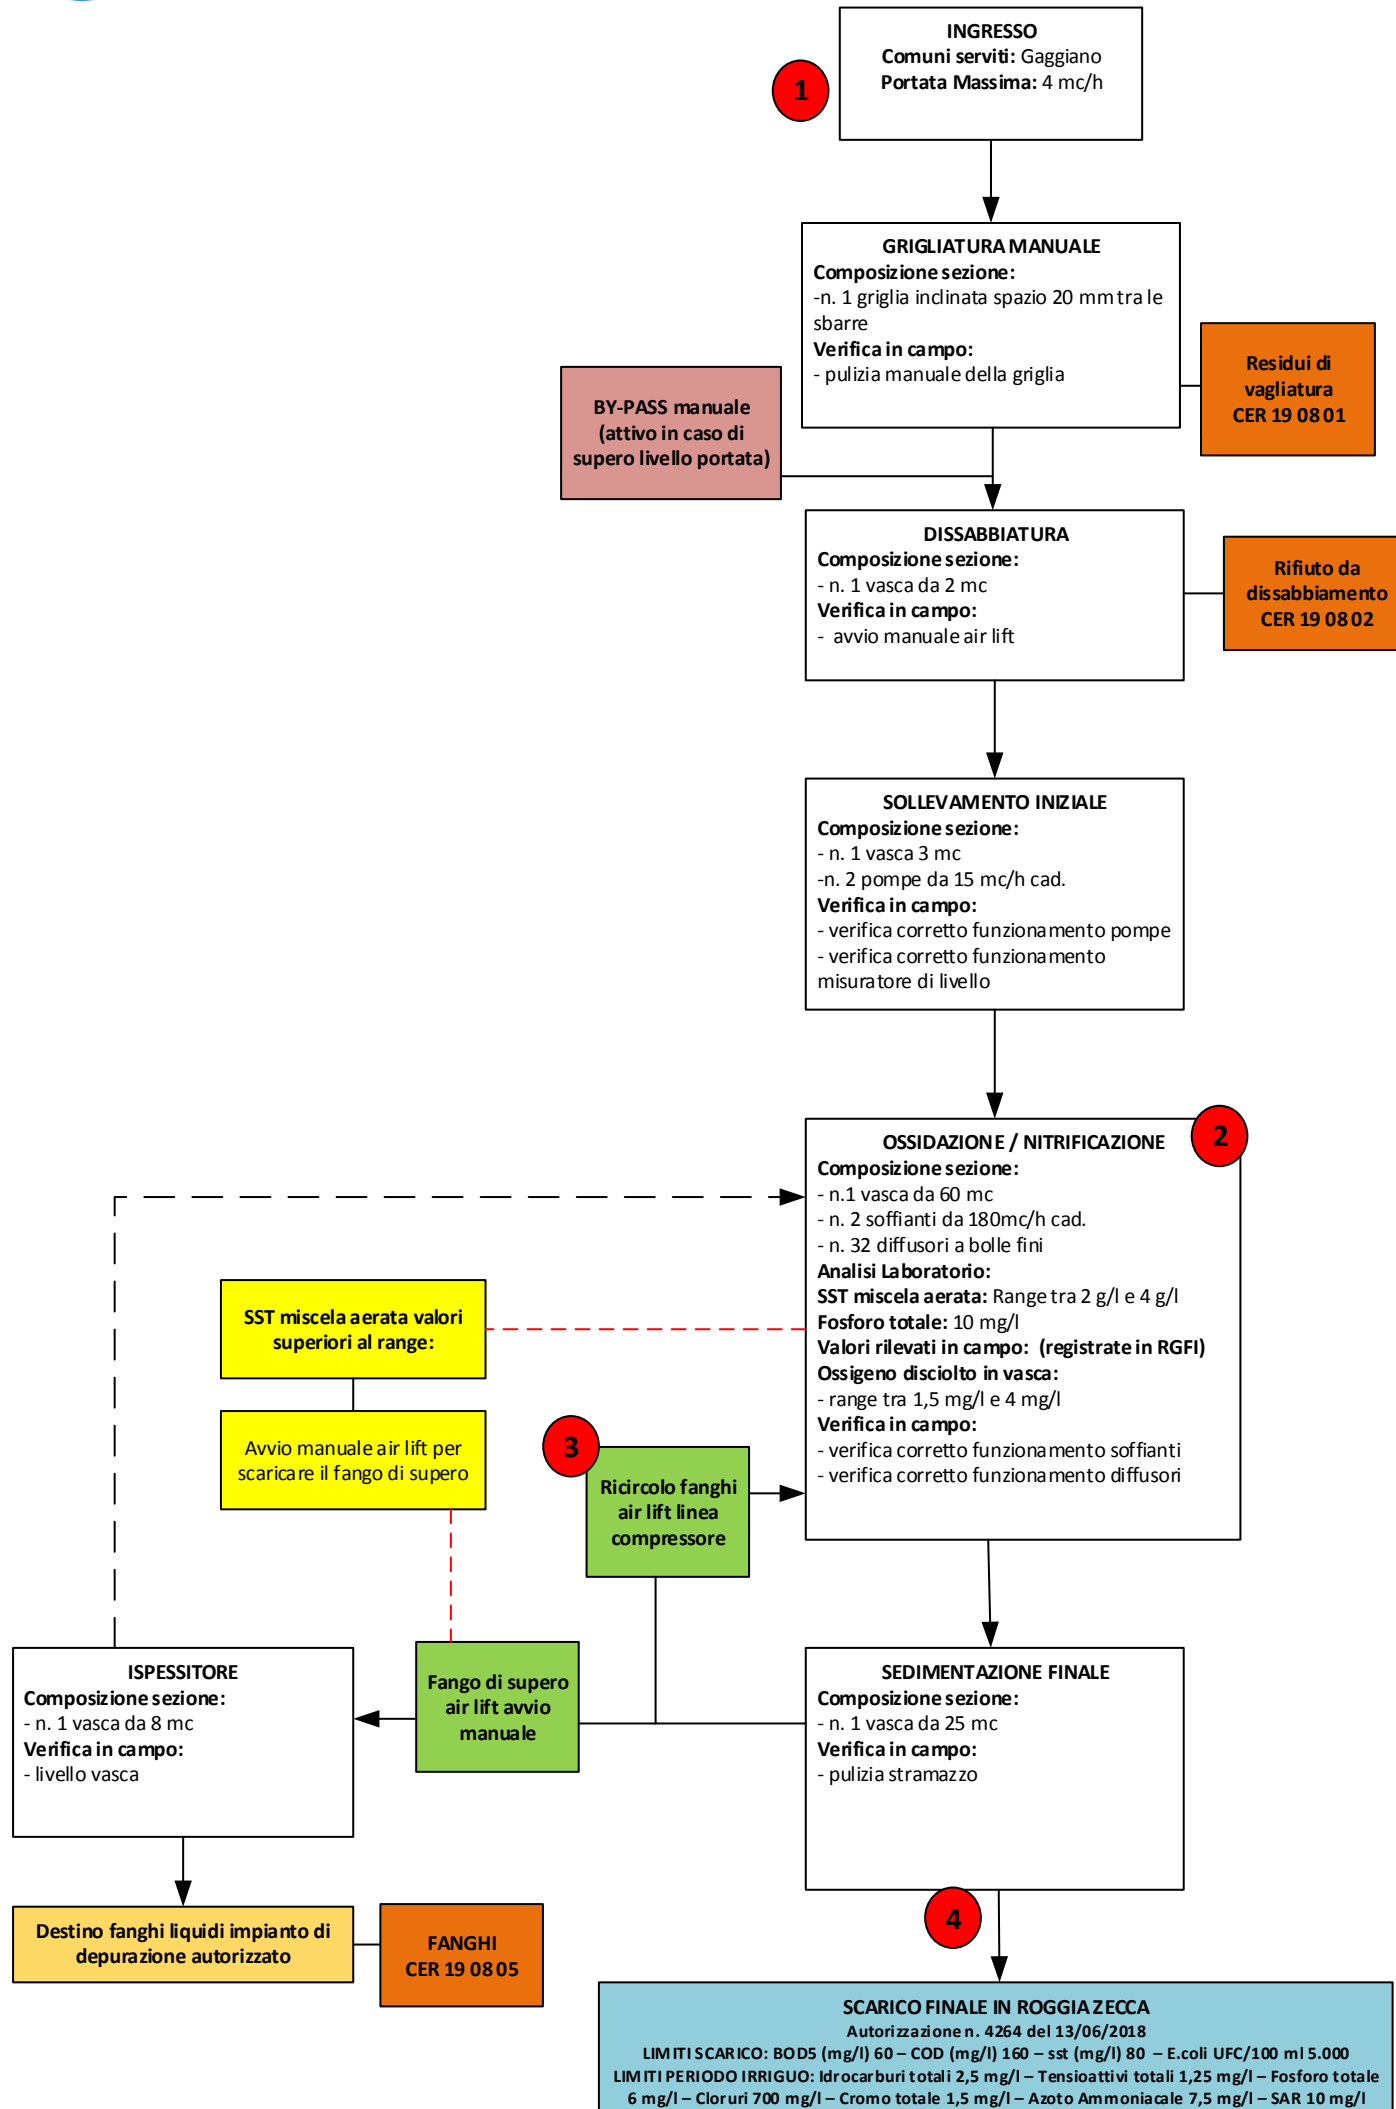 INGRESSO
Comuni serviti: Gaggiano
Portata Massima: 4 mc/h
1
GRIGLIATURA MANUALE
Composizione sezione:
-n. 1 griglia inclinata spazio 20 mm tra le
sbarre
Verifica in campo:
- pulizia manuale della griglia
Residui di
vagliatura
CER 19 08 01
BY-PASS manuale
(attivo in caso di
supero livello portata)
DISSABBIATURA
Composizione sezione:
- n. 1 vasca da 2 mc
Verifica in campo:
- avvio manuale air lift
Rifiuto da
dissabbiamento
CER 19 08 02
SOLLEVAMENTO INIZIALE
Composizione sezione:
- n. 1 vasca 3 mc
-n. 2 pompe da 15 mc/h cad.
Verifica in campo:
- verifica corretto funzionamento pompe
- verifica corretto funzionamento
misuratore di livello
2
OSSIDAZIONE / NITRIFICAZIONE
Composizione sezione:
- n.1 vasca da 60 mc
- n. 2 soffianti da 180mc/h cad.
- n. 32 diffusori a bolle fini
Analisi Laboratorio:
SST miscela aerata: Range tra 2 g/l e 4 g/l
Fosforo totale: 10 mg/l
Valori rilevati in campo: (registrate in RGFI)
Ossigeno disciolto in vasca:
- range tra 1,5 mg/l e 4 mg/l
Verifica in campo:
- verifica corretto funzionamento soffianti
- verifica corretto funzionamento diffusori
SST miscela aerata valori
superiori al range:
Avvio manuale air lift per
scaricare il fango di supero
3
Ricircolo fanghi
air lift linea
compressore
ISPESSITORE
Composizione sezione:
- n. 1 vasca da 8 mc
Verifica in campo:
- livello vasca
Fango di supero
air lift avvio
manuale
SEDIMENTAZIONE FINALE
Composizione sezione:
- n. 1 vasca da 25 mc
Verifica in campo:
- pulizia stramazzo
4
Destino fanghi liquidi impianto di
depurazione autorizzato
FANGHI
CER 19 08 05
SCARICO FINALE IN ROGGIA ZECCA
Autorizzazione n. 4264 del 13/06/2018
LIMITI SCARICO: BOD5 (mg/l) 60 – COD (mg/l) 160 – sst (mg/l) 80 – E.coli UFC/100 ml 5.000
LIMITI PERIODO IRRIGUO: Idrocarburi totali 2,5 mg/l – Tensioattivi totali 1,25 mg/l – Fosforo totale
6 mg/l – Cloruri 700 mg/l – Cromo totale 1,5 mg/l – Azoto Ammoniacale 7,5 mg/l – SAR 10 mg/l